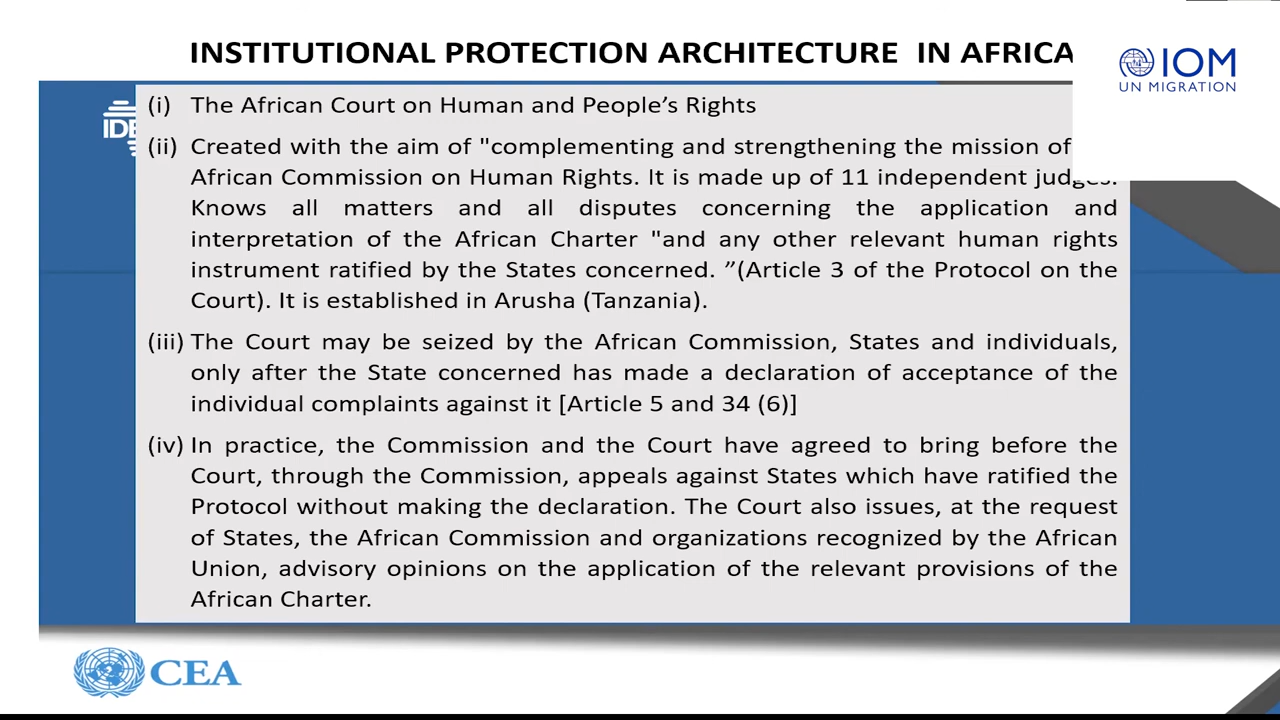 INSTITUTIONAL PROTECTION ARCHITECTURE IN AFRICA
IOM
UN MIGRATION
(i) The African Court on Human and People's Rights
(ii) Created with the aim of "complementing and strengthening the mission of
African Commission on Human Rights. It is made up of 11 independent judges.
Knows all matters and all disputes concerning the application and
interpretation of the African Charter "and any other relevant human rights
instrument ratified by the States concerned. ”(Article 3 of the Protocol on the
Court). It is established in Arusha (Tanzania).
(iii) The Court may be seized by the African Commission, States and individuals,
only after the State concerned has made a declaration of acceptance of the
individual complaints against it [Article 5 and 34 (6)]
(iv) In practice, the Commission and the Court have agreed to bring before the
Court, through the Commission, appeals against States which have ratified the
Protocol without making the declaration. The Court also issues, at the request
of States, the African Commission and organizations recognized by the African
Union, advisory opinions on the application of the relevant provisions of the
African Charter.
CEA